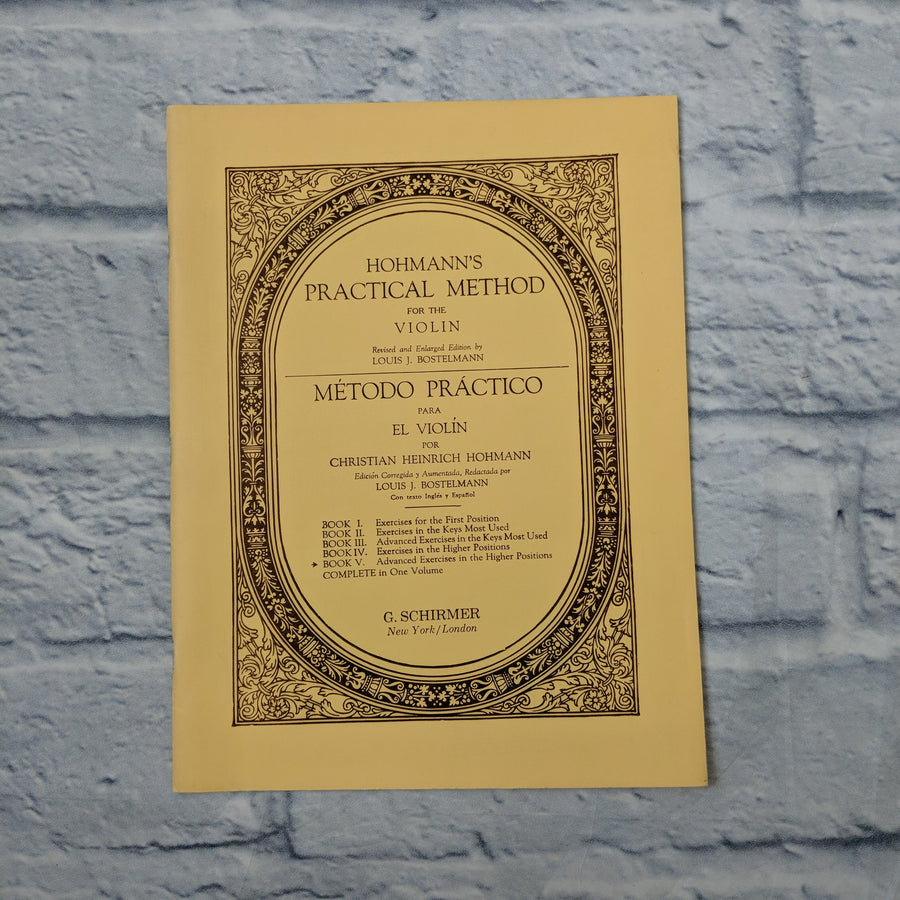 HOHMANN'S
PRACTICAL METHOD
FOR THE
VIOLIN
Revised and Enlarged Edition by
LOUIS J. BOSTELMANN
MÉTODO PRÁCTICO
PARA
EL VIOLÍN
POR
CHRISTIAN HEINRICH HOHMANN
Edición Corregida y Aumentada, Redactada por
LOUIS J. BOSTELMANN
Con texto Inglés y Español
BOOK I. Exercises for the First Position
BOOK II. Exercises in the Keys Most Used
BOOK III. Advanced Exercises in the Keys Most Used
BOOK IV. Exercises in the Higher Positions
➔ BOOK V. Advanced Exercises in the Higher Positions
COMPLETE in One Volume
G. SCHIRMER
New York/London